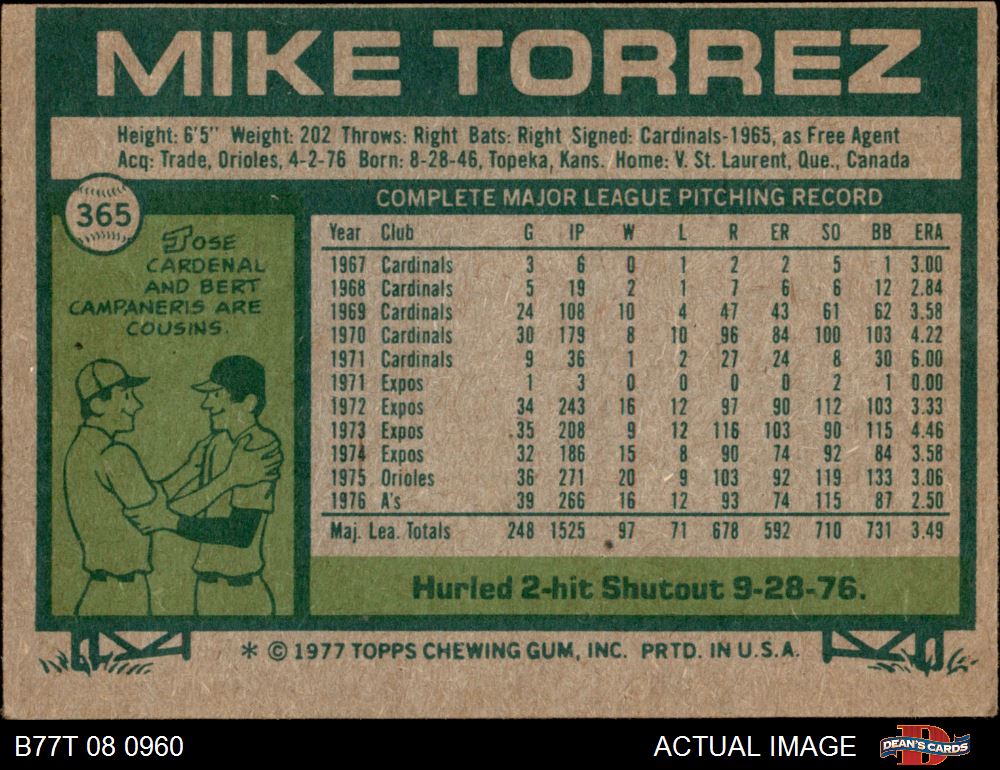 MIKE TORREZ
Height: 6'5" Weight: 202 Throws: Right Bats: Right Signed: Cardinals-1965, as Free Agent
Acq: Trade, Orioles, 4-2-76 Born: 8-28-46, Topeka, Kans. Home: V. St. Laurent, Que., Canada
365
JOSE
CARDENAL
AND BERT
CAMPANERIS ARE
COUSINS.
COMPLETE MAJOR LEAGUE PITCHING RECORD
Year Club G IP W L R ER SO BB ERA
1967 Cardinals 3 6 0 1 2 2 5 1 3.00
1968 Cardinals 5 19 2 1 7 6 6 12 2.84
1969 Cardinals 24 108 10 4 47 43 61 62 3.58
1970 Cardinals 30 179 8 10 96 84 100 103 4.22
1971 Cardinals 9 36 1 2 27 24 8 30 6.00
1971 Expos 1 3 0 0 0 0 2 1 0.00
1972 Expos 34 243 16 12 97 90 112 103 3.33
1973 Expos 35 208 9 12 116 103 90 115 4.46
1974 Expos 32 186 15 8 90 74 92 84 3.58
1975 Orioles 36 271 20 9 103 92 119 133 3.06
1976 A's 39 266 16 12 93 74 115 87 2.50
Maj. Lea. Totals 248 1525 97 71 678 592 710 731 3.49
Hurled 2-hit Shutout 9-28-76.
* © 1977 TOPPS CHEWING GUM, INC. PRTD. IN U.S.A.
B77T 08 0960
ACTUAL IMAGE
DEAN'S CARDS